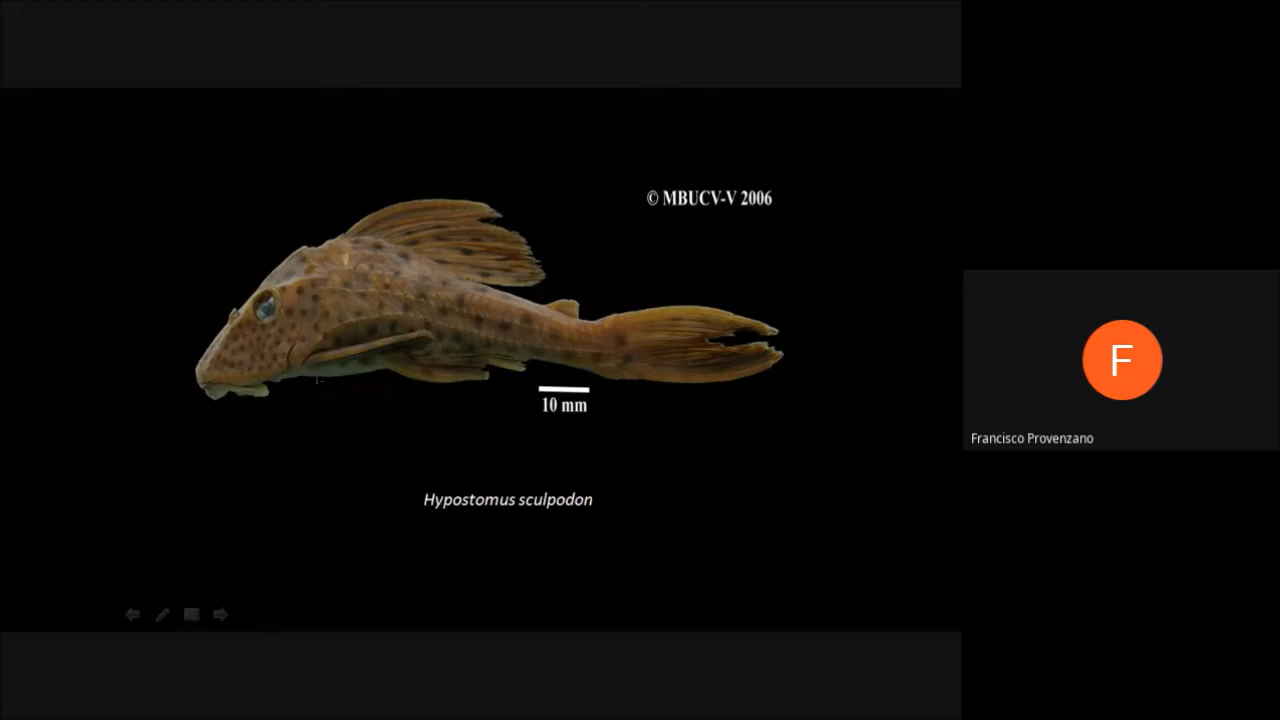 © MBUCV-V 2006
10 mm
Hypostomus sculpodon
F
Francisco Provenzano